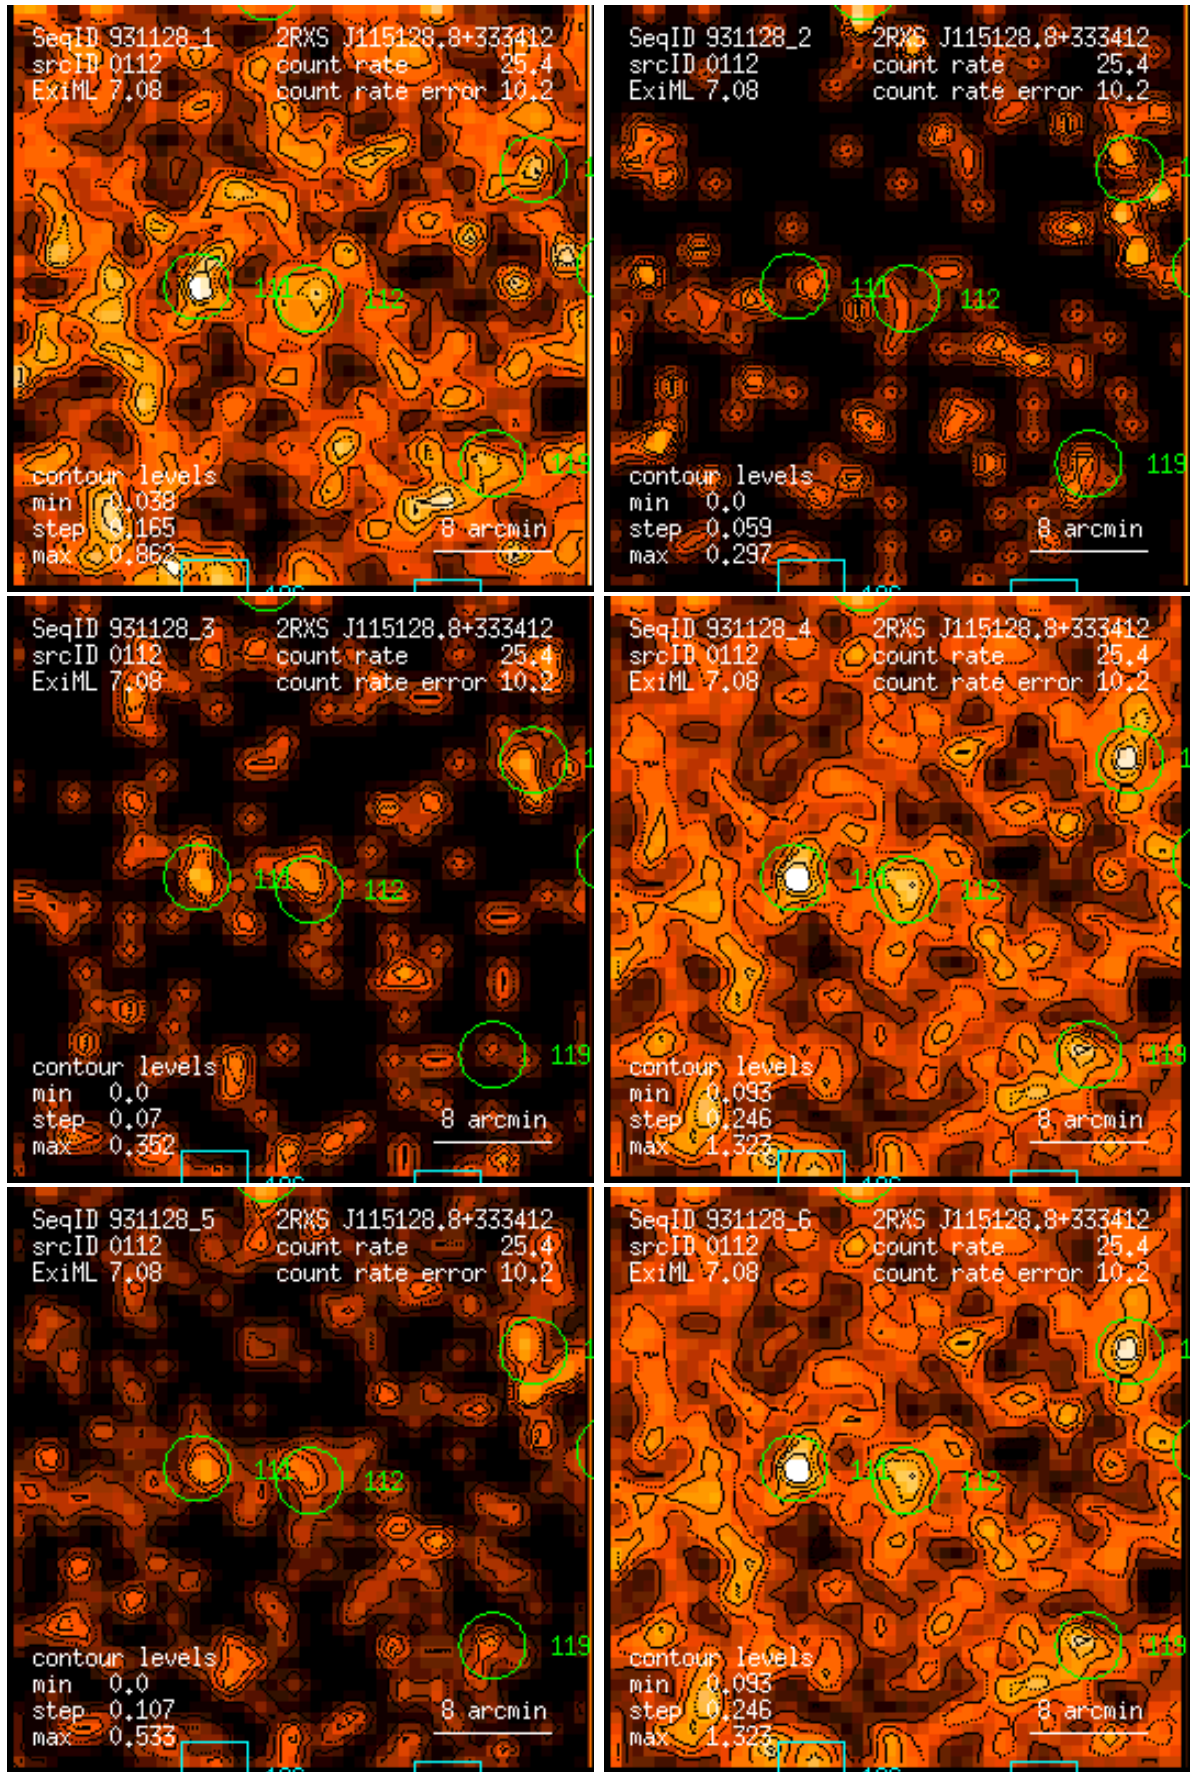 SeqID 931128_1 2RXS J115128.8+333412
srcID 0112 count rate 25.4
ExiML 7.08 count rate error 10.2
111
112
119
contour levels
min 0.038
step 0.165
max 0.862
8 arcmin
SeqID 931128_2 2RXS J115128.8+333412
srcID 0112 count rate 25.4
ExiML 7.08 count rate error 10.2
111
112
119
contour levels
min 0.0
step 0.059
max 0.297
8 arcmin
SeqID 931128_3 2RXS J115128.8+333412
srcID 0112 count rate 25.4
ExiML 7.08 count rate error 10.2
111
112
119
contour levels
min 0.0
step 0.07
max 0.352
8 arcmin
SeqID 931128_4 2RXS J115128.8+333412
srcID 0112 count rate 25.4
ExiML 7.08 count rate error 10.2
111
112
119
contour levels
min 0.093
step 0.246
max 1.323
8 arcmin
SeqID 931128_5 2RXS J115128.8+333412
srcID 0112 count rate 25.4
ExiML 7.08 count rate error 10.2
111
112
119
contour levels
min 0.0
step 0.107
max 0.533
8 arcmin
SeqID 931128_6 2RXS J115128.8+333412
srcID 0112 count rate 25.4
ExiML 7.08 count rate error 10.2
111
112
119
contour levels
min 0.093
step 0.246
max 1.323
8 arcmin